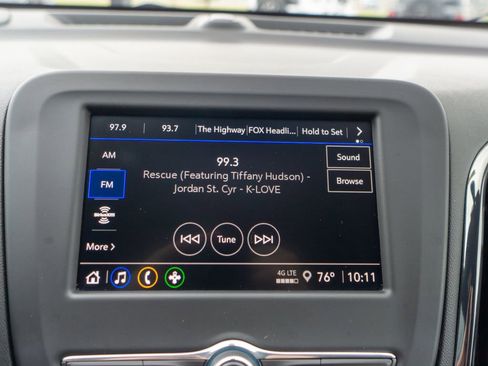 97.9 93.7 The Highway FOX Headli... Hold to Set
AM
99.3
Sound
Rescue (Featuring Tiffany Hudson) -
FM
Browse
Jordan St. Cyr - K-LOVE
SiriusXM
Tune
More
4G LTE
76° 10:11